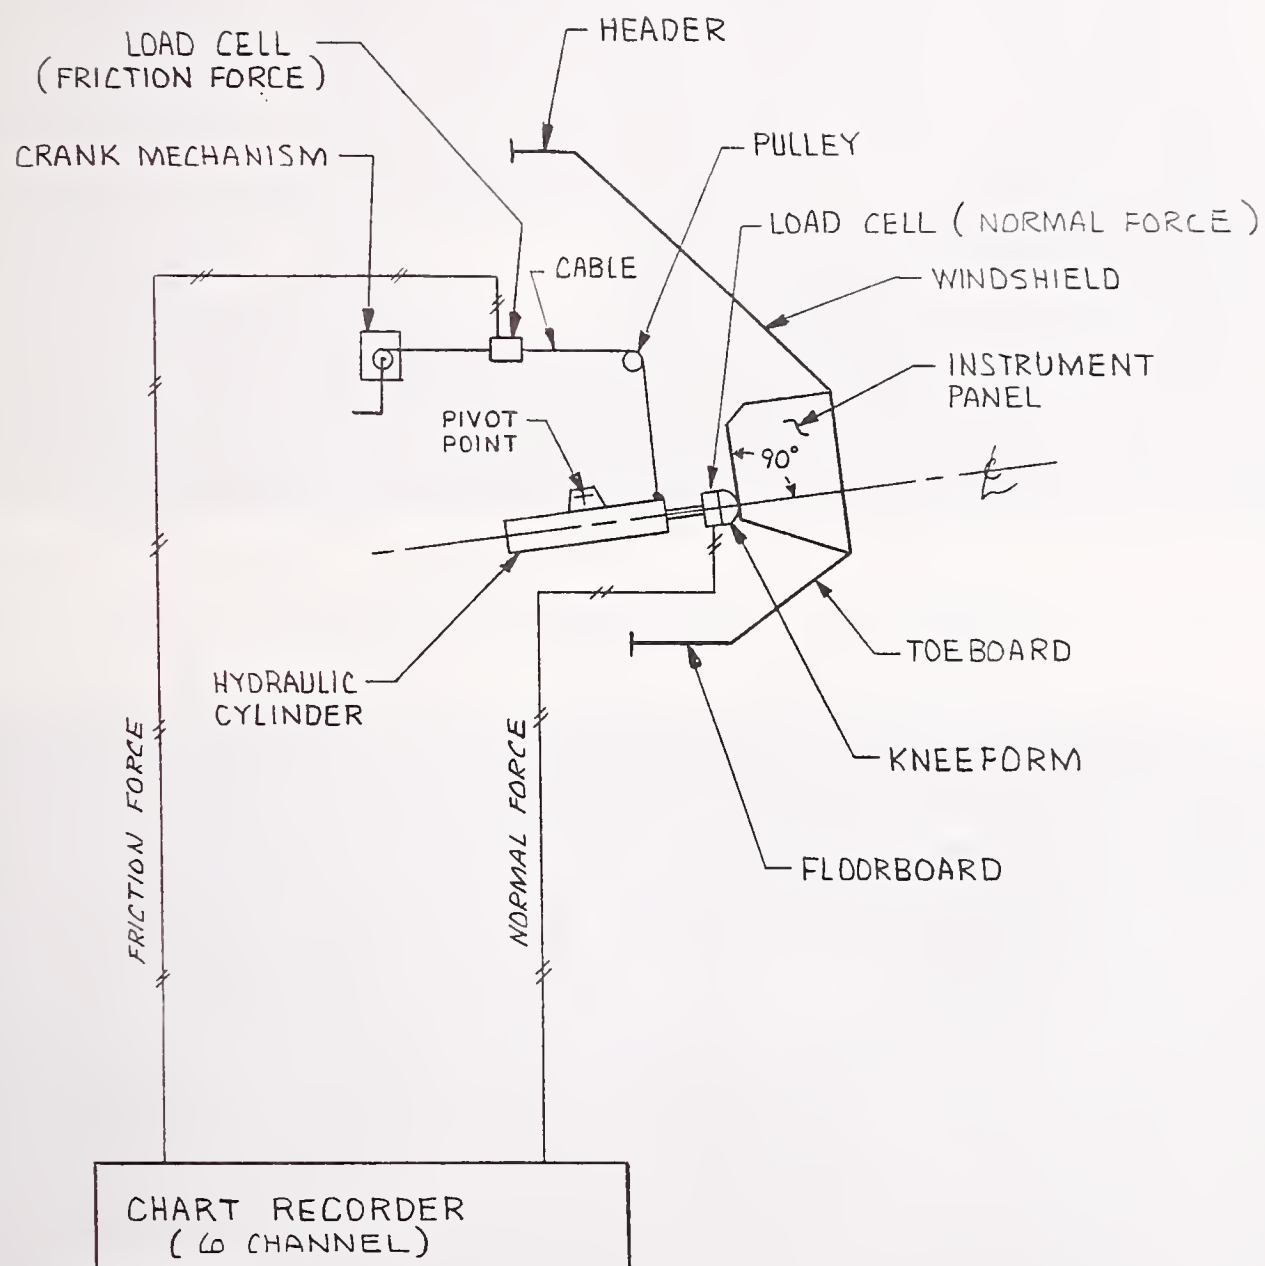 LOAD CELL
(FRICTION FORCE)
HEADER
CRANK MECHANISM
PULLEY
LOAD CELL (NORMAL FORCE)
CABLE
WINDSHIELD
INSTRUMENT
PANEL
PIVOT
POINT
90°
℄
HYDRAULIC
CYLINDER
TOEBOARD
KNEEFORM
FLOORBOARD
FRICTION FORCE
NORMAL FORCE
CHART RECORDER
(6 CHANNEL)